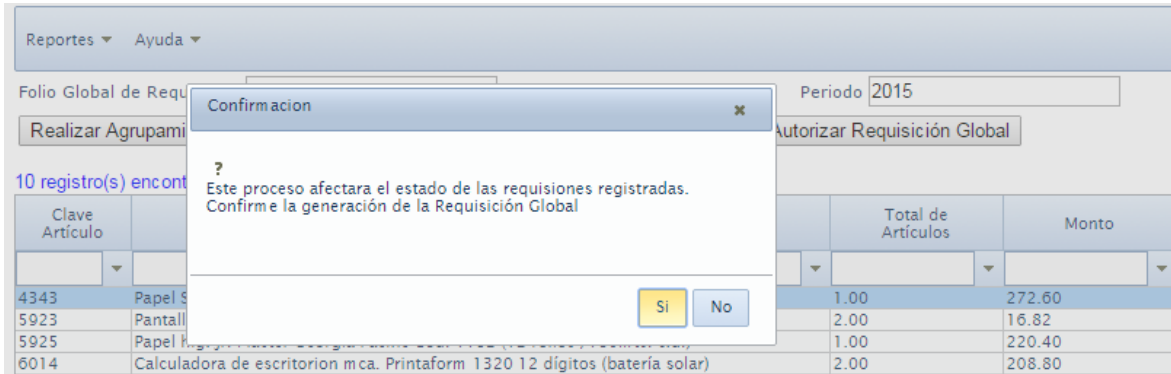 Reportes Ayuda
Folio Global de Requ
Periodo 2015
Confirmacion
Realizar Agrupami
Autorizar Requisición Global
?
Este proceso afectara el estado de las requisiones registradas.
Confirme la generación de la Requisición Global
Si No
10 registro(s) encont
Clave Artículo
Total de Artículos
Monto
4343 Papel S 1.00 272.60
5923 Pantall 2.00 16.82
5925 Papel 1.00 220.40
6014 Calculadora de escritorion mca. Printaform 1320 12 dígitos (batería solar) 2.00 208.80